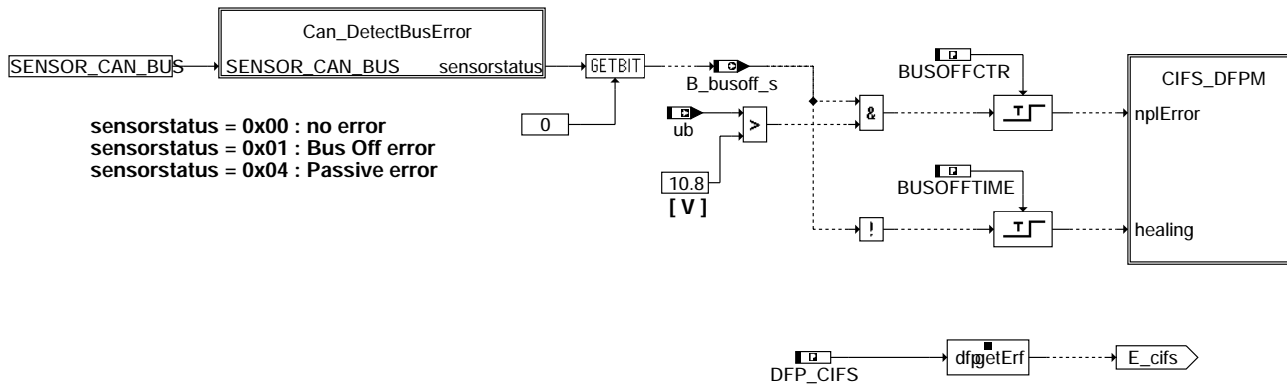 Can_DetectBusError
SENSOR_CAN_BUS
SENSOR_CAN_BUS
sensorstatus
GETBIT
B_busoff_s
BUSOFFCTR
CIFS_DFPM
nplError
sensorstatus = 0x00 : no error
sensorstatus = 0x01 : Bus Off error
sensorstatus = 0x04 : Passive error
0
ub
>
&
T
10.8
[ V ]
BUSOFFTIME
!
T
healing
DFP_CIFS
dfpgetErf
E_cifs